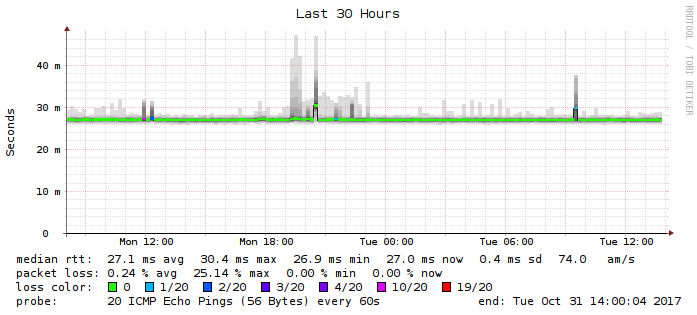 Last 30 Hours
RRDTOOL / TOBI OETIKER
Seconds
40 m
30 m
20 m
10 m
0
Mon 12:00 Mon 18:00 Tue 00:00 Tue 06:00 Tue 12:00
median rtt: 27.1 ms avg 30.4 ms max 26.9 ms min 27.0 ms now 0.4 ms sd 74.0 am/s
packet loss: 0.24 % avg 25.14 % max 0.00 % min 0.00 % now
loss color: 0 1/20 2/20 3/20 4/20 10/20 19/20
probe: 20 ICMP Echo Pings (56 Bytes) every 60s end: Tue Oct 31 14:00:04 2017